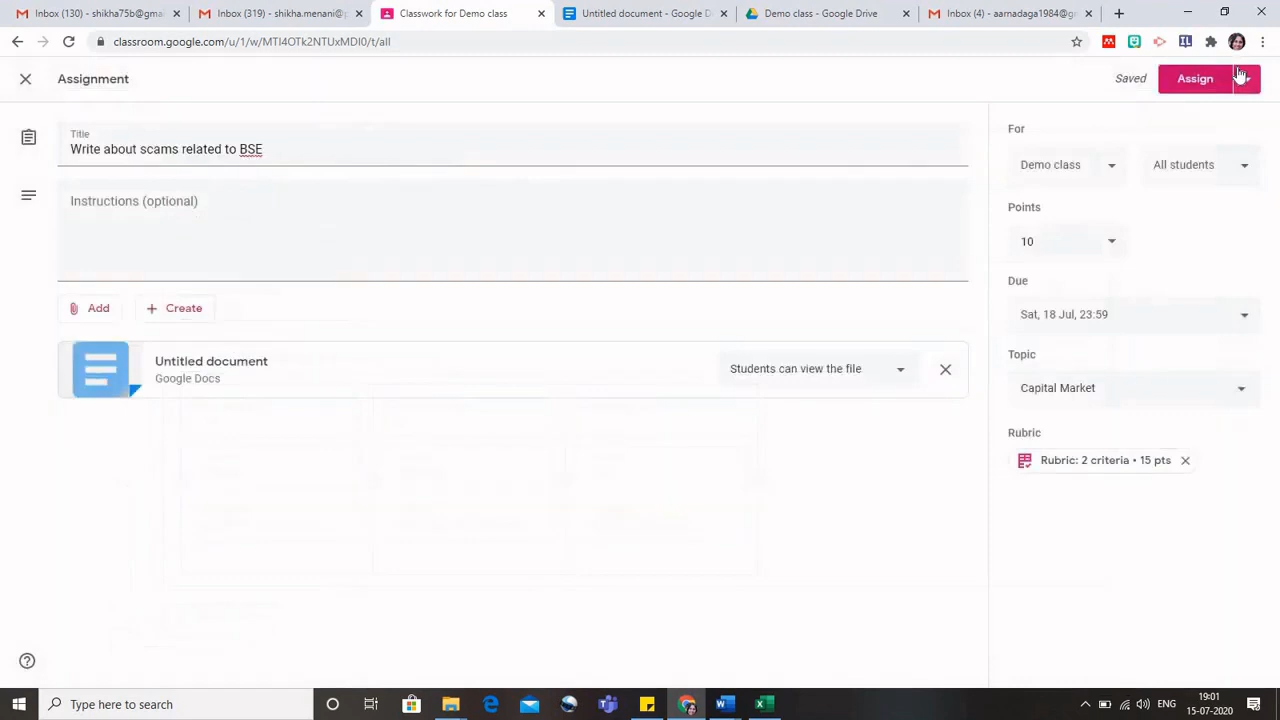 Inbox (130) - shikha75b@gma
Inbox (319) - shikhamenani@g
Classwork for Demo class
Untitled document - Google D
Demo class - Google Drive
Inbox (4) - aarnadaga1984@g
classroom.google.com/u/1/w/MTI4OTk2NTUxMDI0/t/all
Assignment
Saved
Assign
Title
Write about scams related to BSE
Instructions (optional)
Add
Create
Untitled document
Google Docs
Students can view the file
For
Demo class
All students
Points
10
Due
Sat, 18 Jul, 23:59
Topic
Capital Market
Rubric
Rubric: 2 criteria • 15 pts
Type here to search
ENG
19:01
15-07-2020